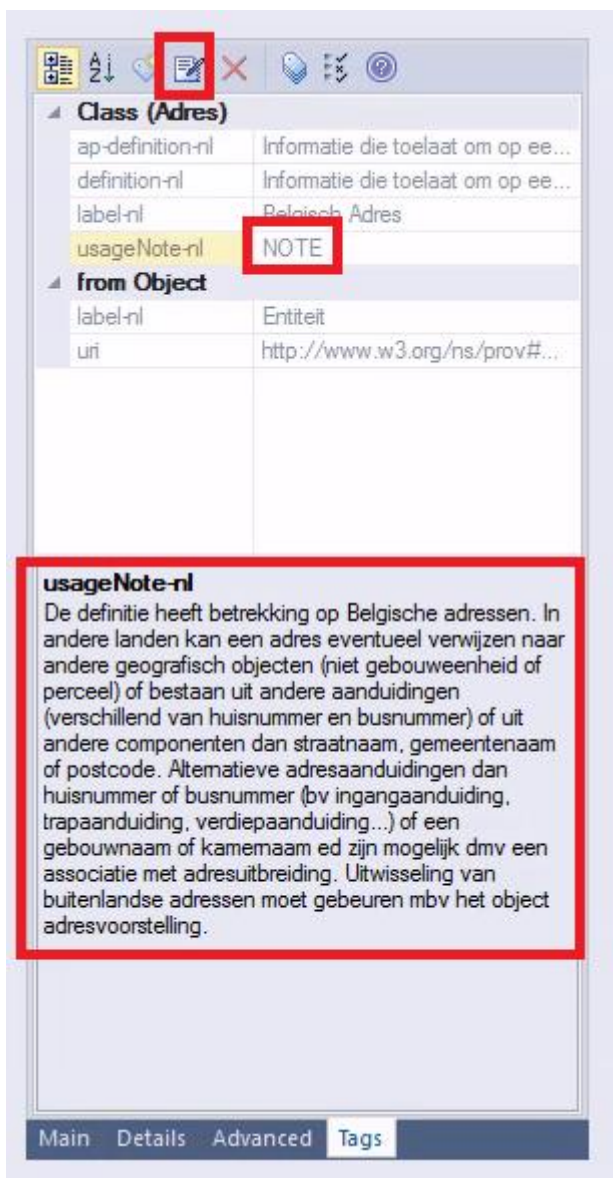 Class (Adres)
ap-definition-nl Informatie die toelaat om op ee...
definition-nl Informatie die toelaat om op ee...
label-nl Belgisch Adres
usageNote-nl NOTE
from Object
label-nl Entiteit
uri http://www.w3.org/ns/prov#...
usageNote-nl
De definitie heeft betrekking op Belgische adressen. In
andere landen kan een adres eventueel verwijzen naar
andere geografisch objecten (niet gebouweenheid of
perceel) of bestaan uit andere aanduidingen
(verschillend van huisnummer en busnummer) of uit
andere componenten dan straatnaam, gemeentenaam
of postcode. Alternatieve adresaanduidingen dan
huisnummer of busnummer (bv ingangaanduiding,
trapaanduiding, verdiepaanduiding...) of een
gebouwnaam of kamernaam ed zijn mogelijk dmv een
associatie met adresuitbreiding. Uitwisseling van
buitenlandse adressen moet gebeuren mbv het object
adresvoorstelling.
Main Details Advanced Tags